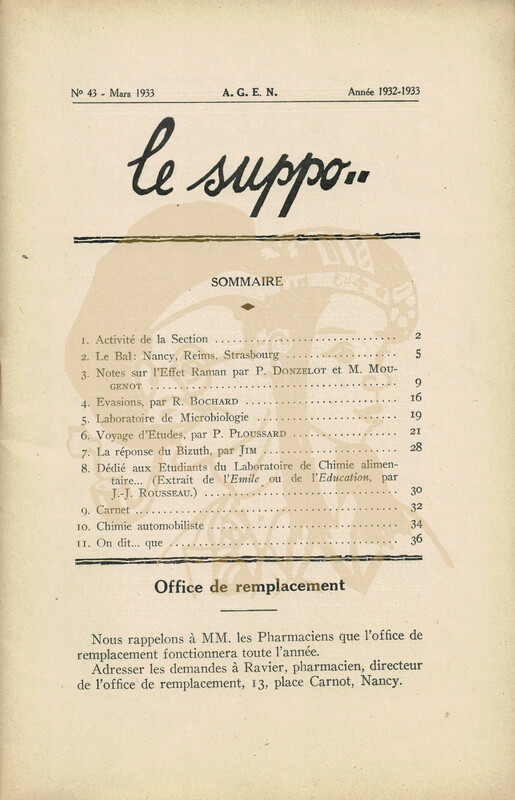 Nº 43 - Mars 1933 A. G. E. N. Année 1932-1933
le suppo..
SOMMAIRE
1. Activité de la Section 2
2. Le Bal : Nancy, Reims, Strasbourg 5
3. Notes sur l'Effet Raman par P. DONZELOT et M. MOU-
GENOT 9
4. Evasions, par R. BOCHARD 16
5. Laboratoire de Microbiologie 19
6. Voyage d'Etudes, par P. PLOUSSARD 21
7. La réponse du Bizuth, par JIM 28
8. Dédié aux Etudiants du Laboratoire de Chimie alimen-
taire... (Extrait de l'Emile ou de l'Education, par
J.-J. ROUSSEAU.) 30
9. Carnet 32
10. Chimie automobiliste 34
11. On dit... que 36
Office de remplacement
Nous rappelons à MM. les Pharmaciens que l'office de
remplacement fonctionnera toute l'année.
Adresser les demandes à Ravier, pharmacien, directeur
de l'office de remplacement, 13, place Carnot, Nancy.